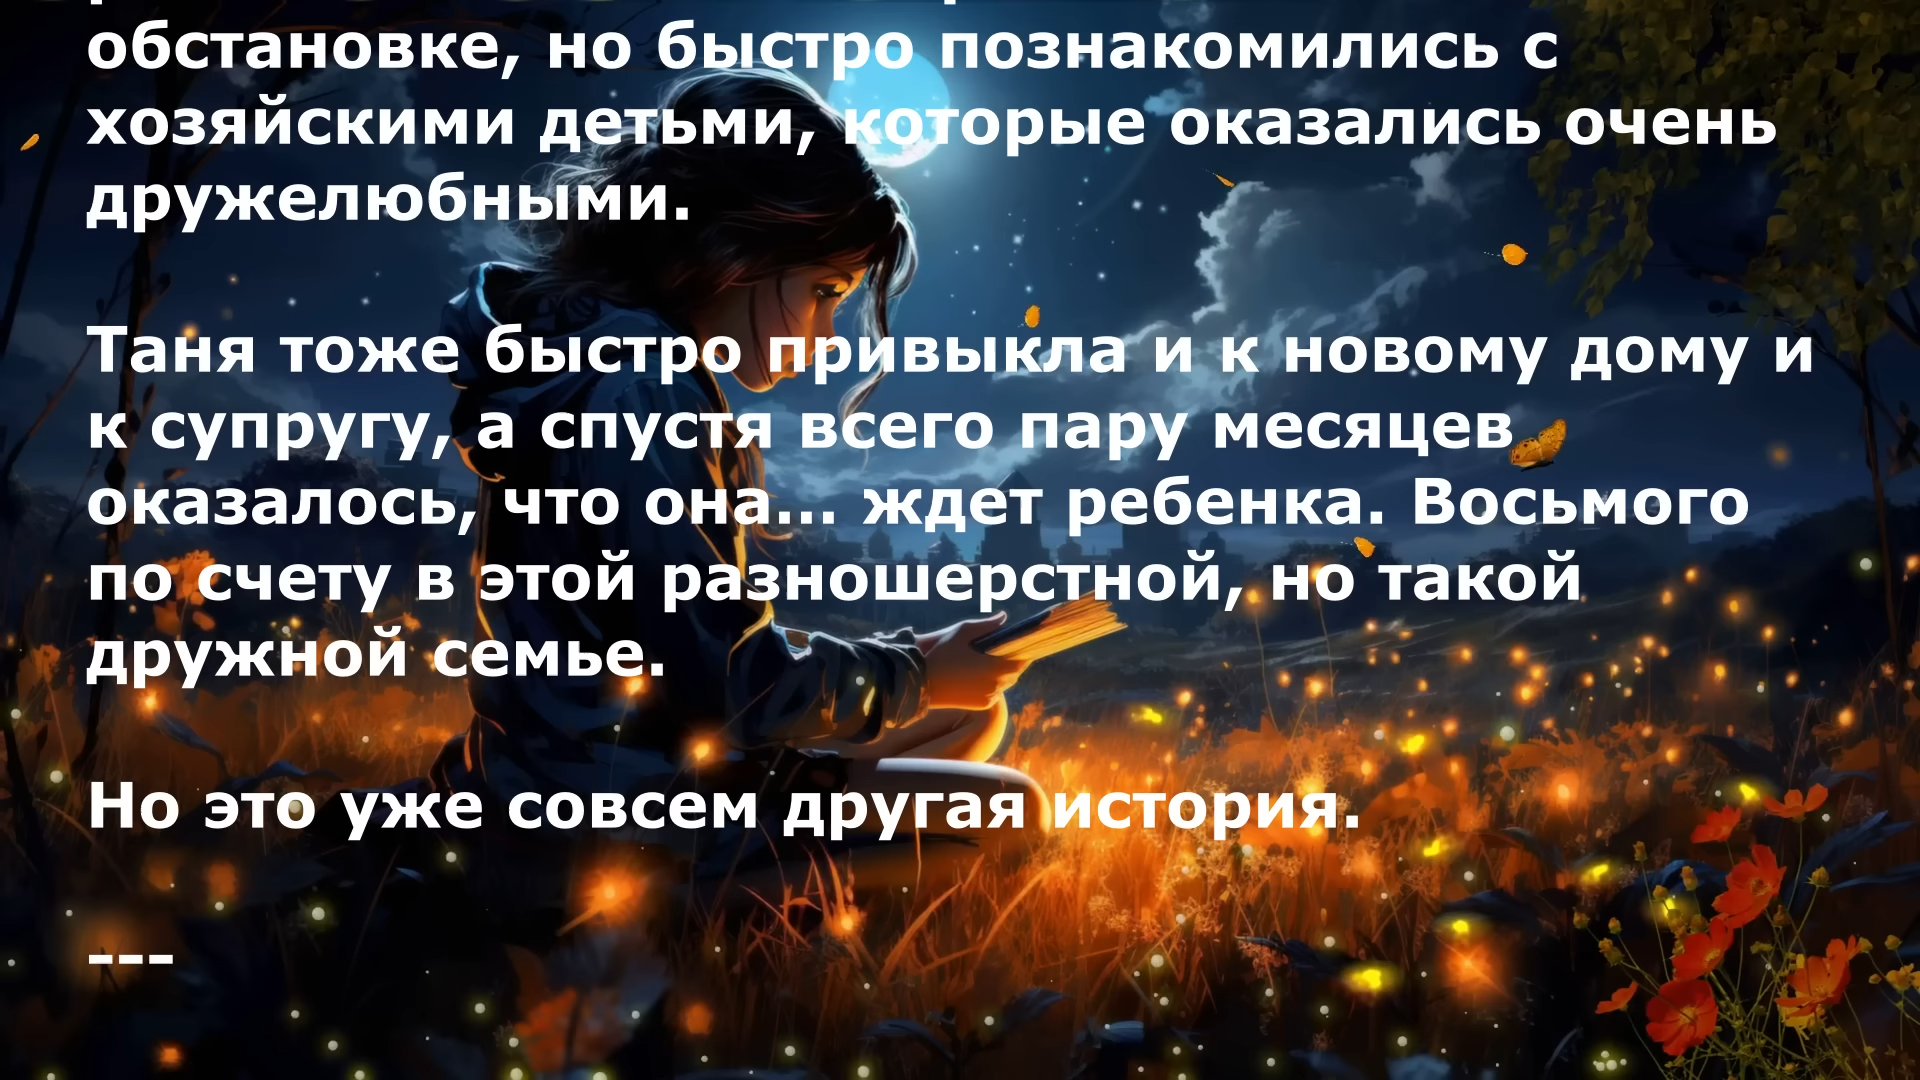 обстановке, но быстро познакомились с
хозяйскими детьми, которые оказались очень
дружелюбными.
Таня тоже быстро привыкла и к новому дому и
к супругу, а спустя всего пару месяцев
оказалось, что она... ждет ребенка. Восьмого
по счету в этой разношерстной, но такой
дружной семье.
Но это уже совсем другая история.
---